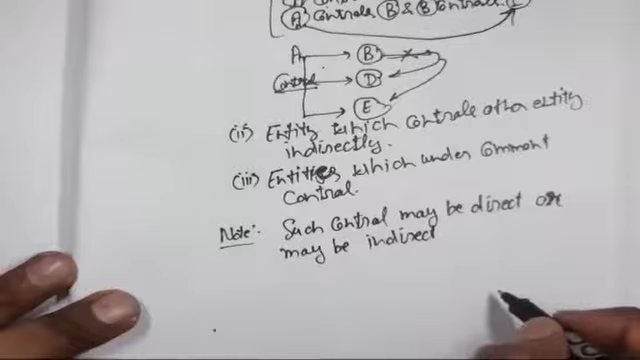 A Controls B & B Controls C
A
B
Control
D
E
(ii) Entity which Controls other entity
indirectly.
(iii) Entities which under Common
Control.
Note:- Such Control may be direct or
may be indirect